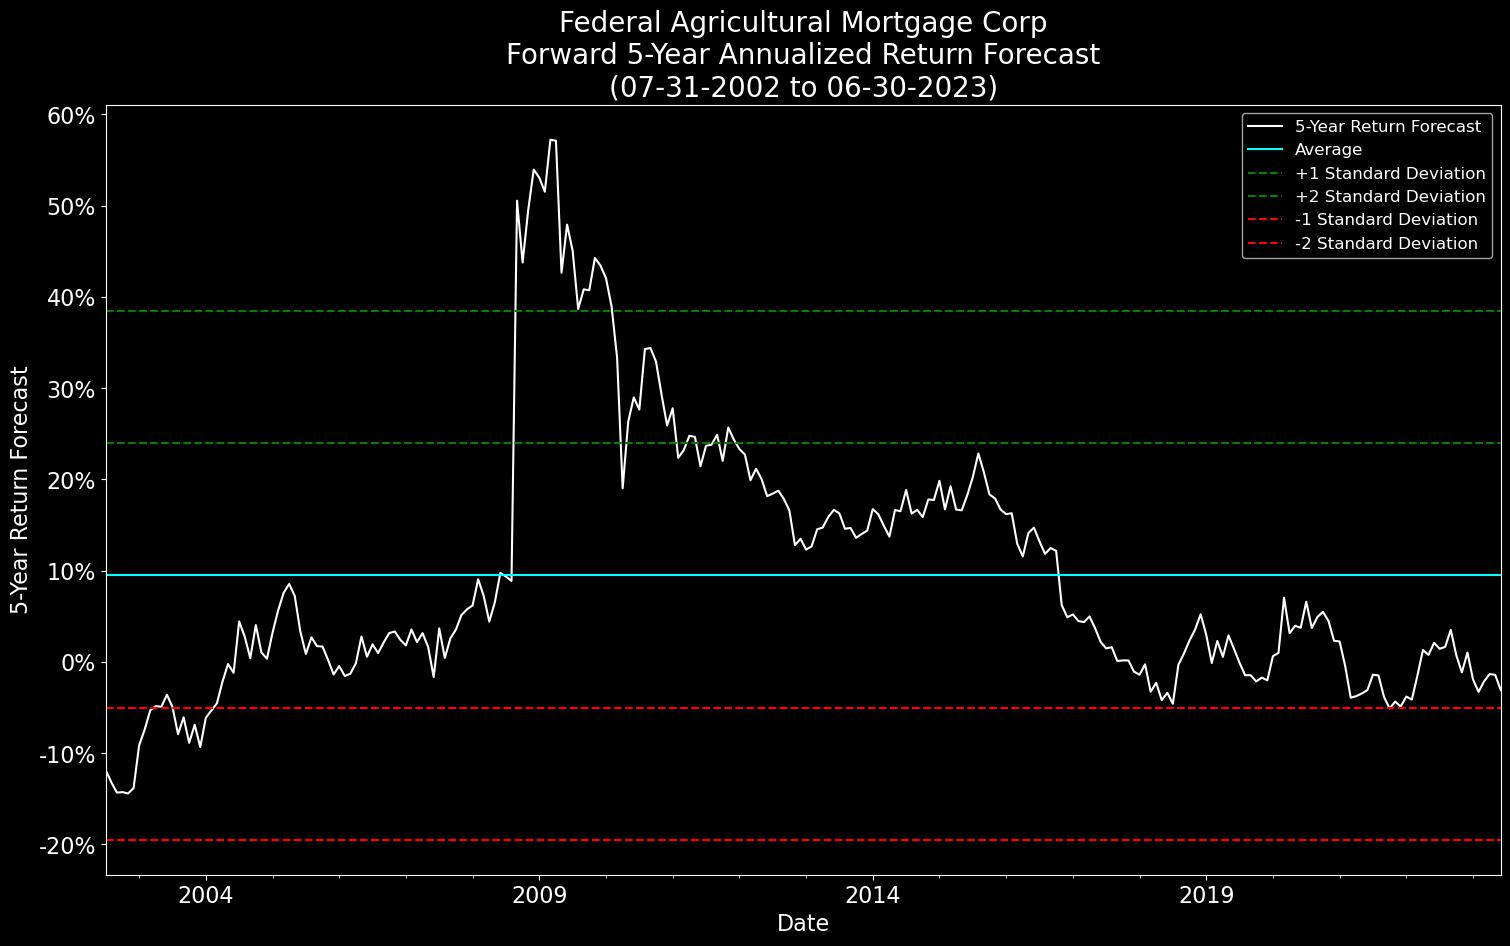 Federal Agricultural Mortgage Corp
Forward 5-Year Annualized Return Forecast
(07-31-2002 to 06-30-2023)
5-Year Return Forecast
60%
50%
40%
30%
20%
10%
0%
-10%
-20%
5-Year Return Forecast
Average
+1 Standard Deviation
+2 Standard Deviation
-1 Standard Deviation
-2 Standard Deviation
2004
2009
2014
2019
Date